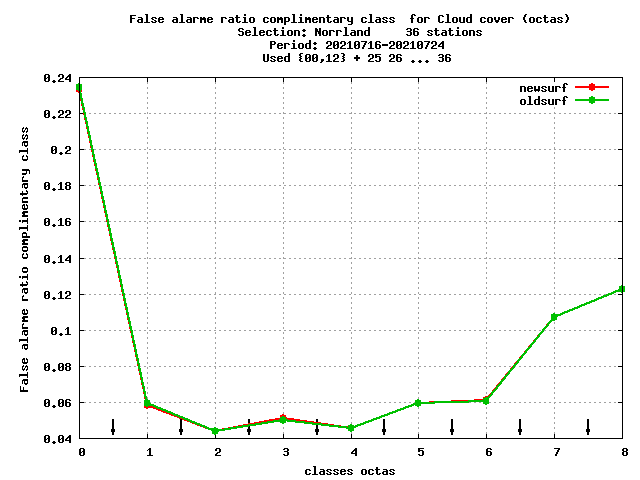 False alarme ratio complimentary class  for Cloud cover (octas)
Selection: Norrland     36 stations
Period: 20210716-20210724
Used {00,12} + 25 26 ... 36
newsurf
oldsurf
False alarme ratio complimentary class
0.24
0.22
0.2
0.18
0.16
0.14
0.12
0.1
0.08
0.06
0.04
0 1 2 3 4 5 6 7 8
classes octas